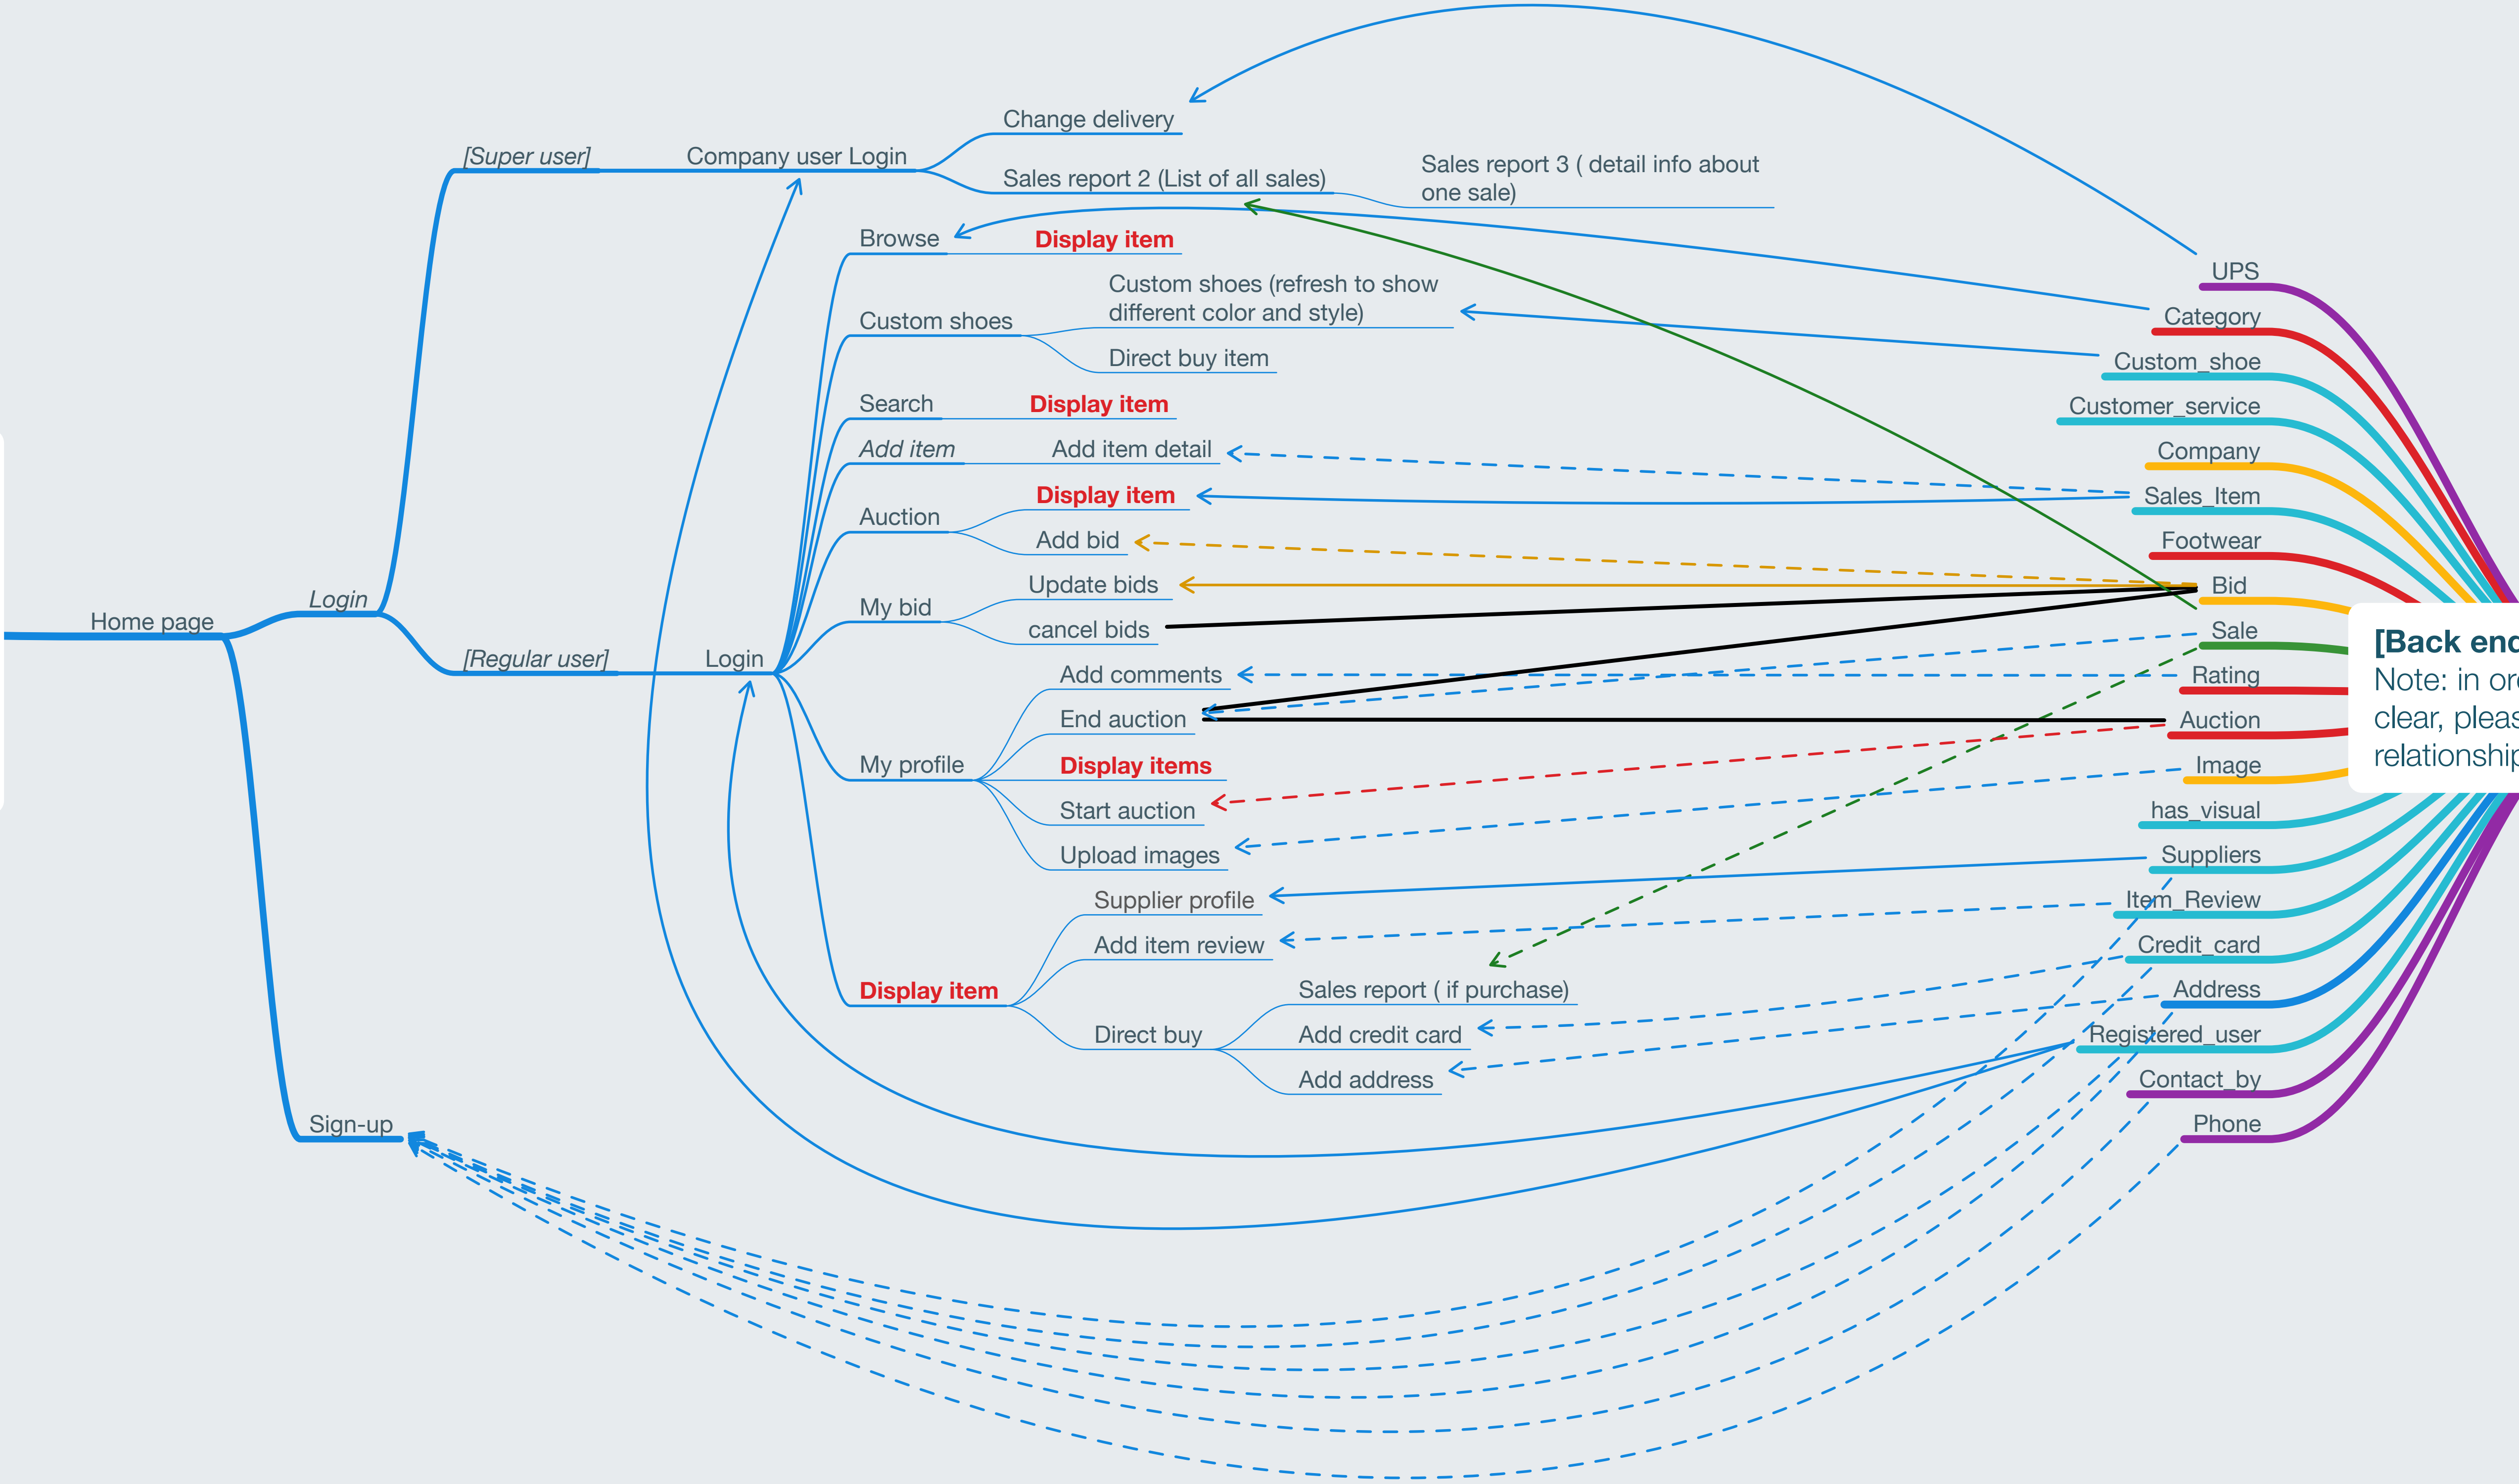 Change delivery
[Super user]
Company user Login
Sales report 2 (List of all sales)
Sales report 3 ( detail info about
one sale)
Browse
Display item
Custom shoes (refresh to show
different color and style)
Custom shoes
Direct buy item
Search
Display item
Add item
Add item detail
Display item
Auction
Add bid
Update bids
My bid
cancel bids
Home page
Login
[Regular user]
Login
Add comments
End auction
My profile
Display items
Start auction
Upload images
Supplier profile
Add item review
Display item
Sales report ( if purchase)
Direct buy
Add credit card
Add address
Sign-up
UPS
Category
Custom_shoe
Customer_service
Company
Sales_Item
Footwear
Bid
Sale
Rating
Auction
Image
has_visual
Suppliers
Item_Review
Credit_card
Address
Registered_user
Contact_by
Phone
[Back end
Note: in
clear,